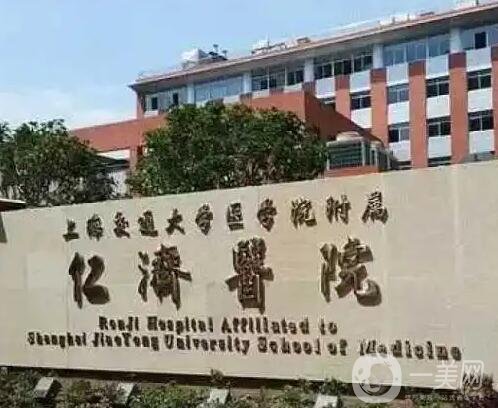 上海交通大学医学院附属
仁濟醫院
RenJi Hospital Affiliated to
Shanghai JiaoTong University School of Medicine
一美网